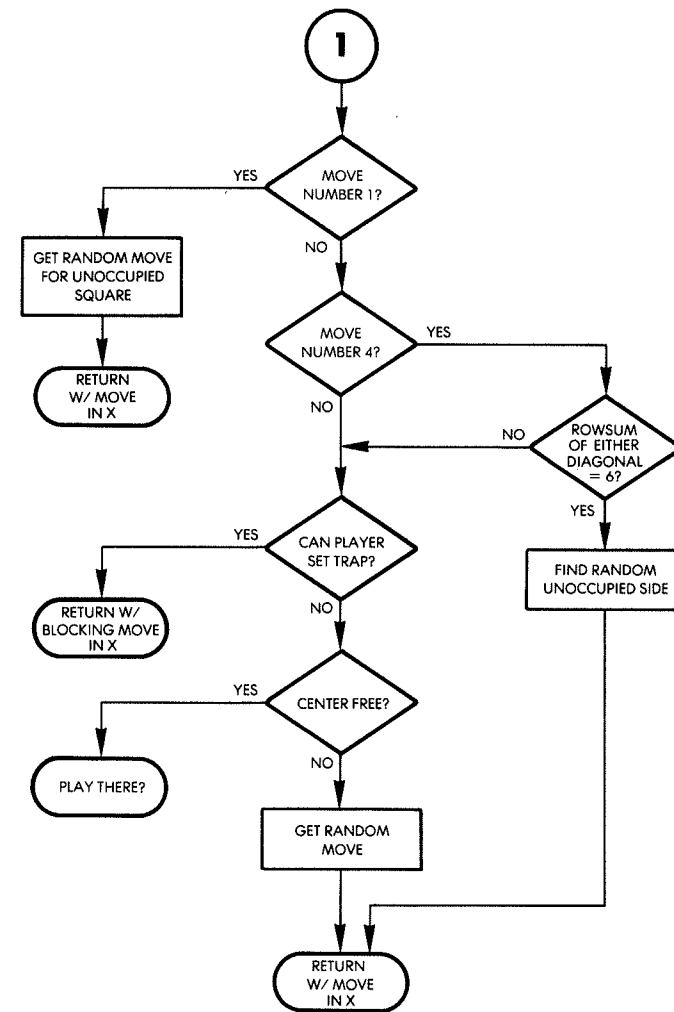 1
YES
MOVE
NUMBER 1?
NO
GET RANDOM MOVE
FOR UNOCCUPIED
SQUARE
RETURN
W/ MOVE
IN X
MOVE
NUMBER 4?
YES
NO
ROWSUM
OF EITHER
DIAGONAL
= 6?
NO
YES
FIND RANDOM
UNOCCUPIED SIDE
CAN PLAYER
SET TRAP?
YES
NO
RETURN W/
BLOCKING MOVE
IN X
CENTER FREE?
YES
NO
PLAY THERE?
GET RANDOM
MOVE
RETURN
W/ MOVE
IN X